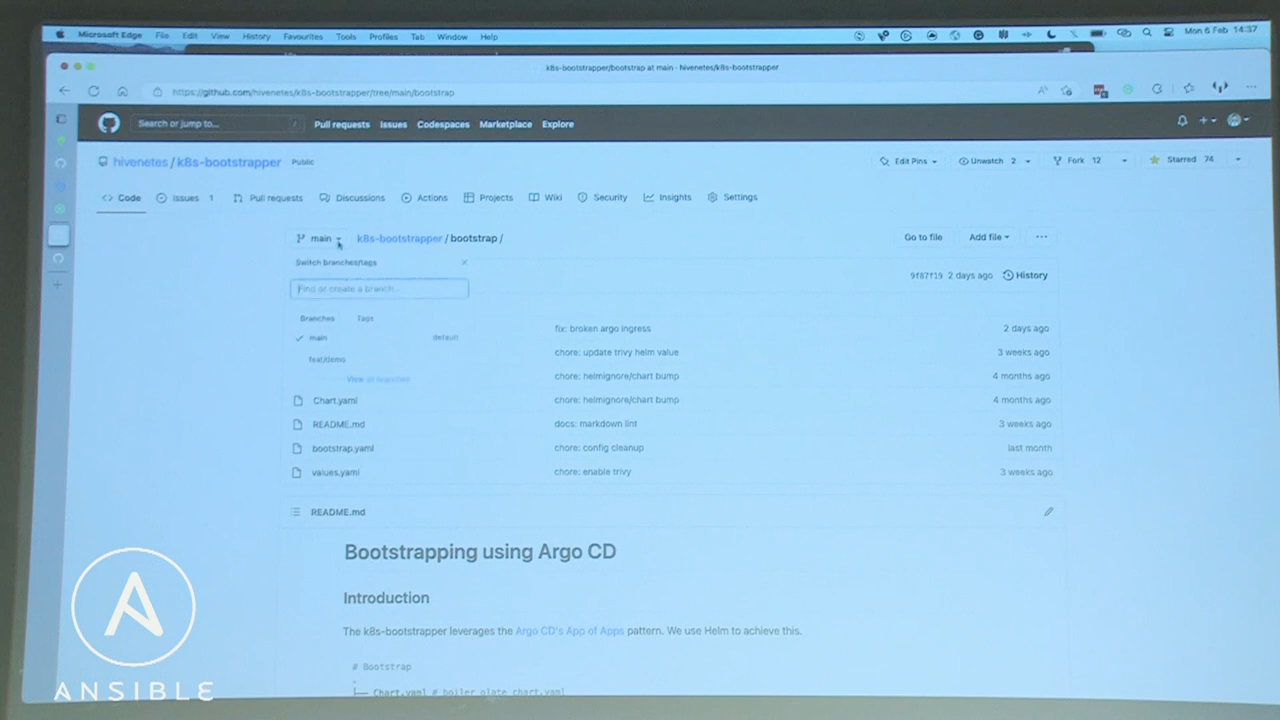 Microsoft Edge File Edit View History Favourites Tools Profiles Tab Window Help Mon 6 Feb 14:37
k8s-bootstrapper/bootstrap at main · hivenetes/k8s-bootstrapper
https://github.com/hivenetes/k8s-bootstrapper/tree/main/bootstrap
Search or jump to... / Pull requests Issues Codespaces Marketplace Explore
hivenetes / k8s-bootstrapper Public Edit Pins Unwatch 2 Fork 12 Starred 74
Code Issues 1 Pull requests Discussions Actions Projects Wiki Security Insights Settings
main k8s-bootstrapper / bootstrap / Go to file Add file ...
Switch branches/tags
9f87f19 2 days ago History
Find or create a branch...
Branches Tags
fix: broken argo ingress 2 days ago
main default
chore: update trivy helm value 3 weeks ago
feat/demo
chore: helmignore/chart bump 4 months ago
View all branches
Chart.yaml chore: helmignore/chart bump 4 months ago
README.md docs: markdown lint 3 weeks ago
bootstrap.yaml chore: config cleanup last month
values.yaml chore: enable trivy 3 weeks ago
README.md
Bootstrapping using Argo CD
Introduction
The k8s-bootstrapper leverages the Argo CD's App of Apps pattern. We use Helm to achieve this.
# Bootstrap
.
├── Chart.yaml # boiler plate chart.yaml
ANSIBLE